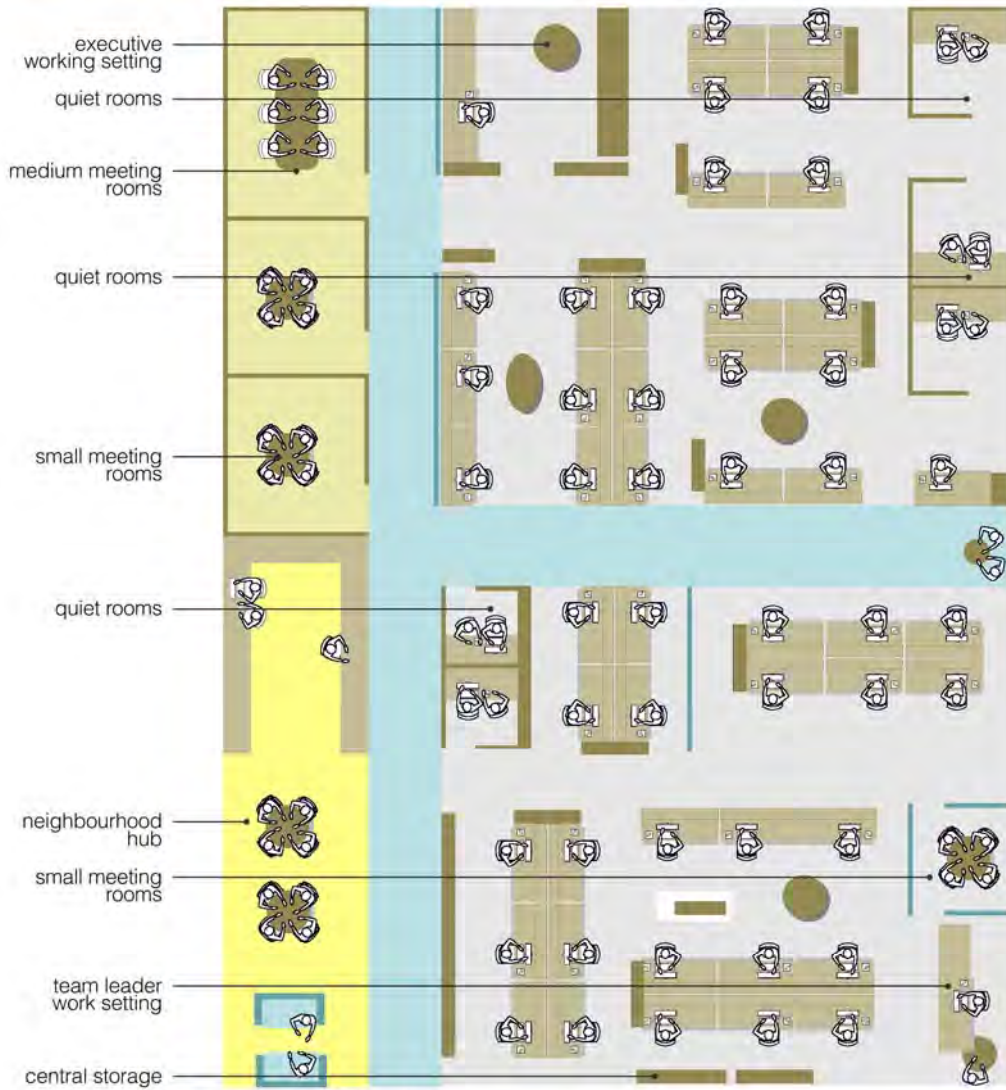 executive
working setting
quiet rooms
medium meeting
rooms
quiet rooms
small meeting
rooms
quiet rooms
neighbourhood
hub
small meeting
rooms
team leader
work setting
central storage